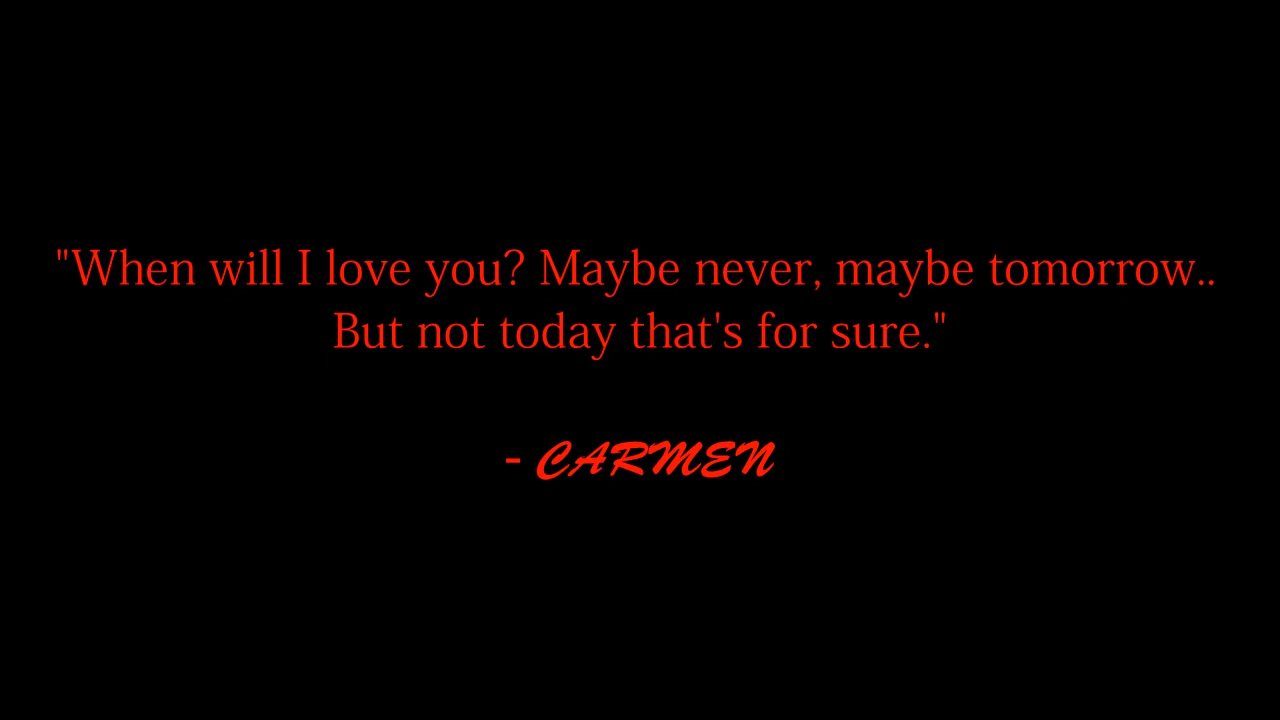 "When will I love you? Maybe never, maybe tomorrow..
But not today that's for sure."
- CARMEN